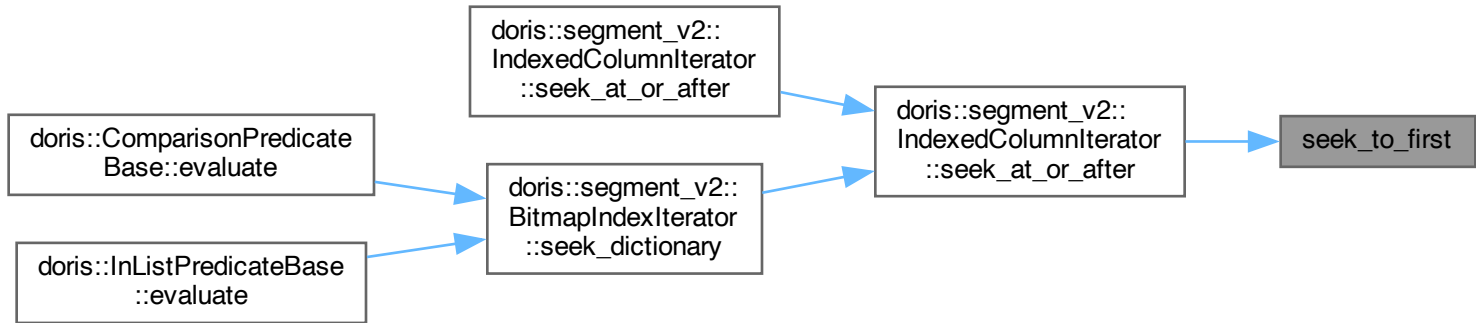 doris::segment_v2::
IndexedColumnIterator
::seek_at_or_after
doris::ComparisonPredicate
Base::evaluate
doris::segment_v2::
BitmapIndexIterator
::seek_dictionary
doris::InListPredicateBase
::evaluate
doris::segment_v2::
IndexedColumnIterator
::seek_at_or_after
seek_to_first